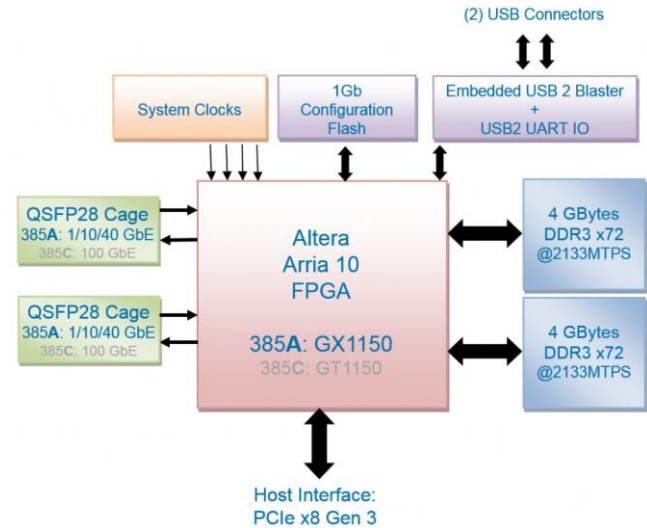 (2) USB Connectors
System Clocks
1Gb
Configuration
Flash
Embedded USB 2 Blaster
+
USB2 UART IO
QSFP28 Cage
385A: 1/10/40 GbE
385C: 100 GbE
QSFP28 Cage
385A: 1/10/40 GbE
385C: 100 GbE
Altera
Arria 10
FPGA
385A: GX1150
385C: GT1150
4 GBytes
DDR3 x72
@2133MTPS
4 GBytes
DDR3 x72
@2133MTPS
Host Interface:
PCIe x8 Gen 3